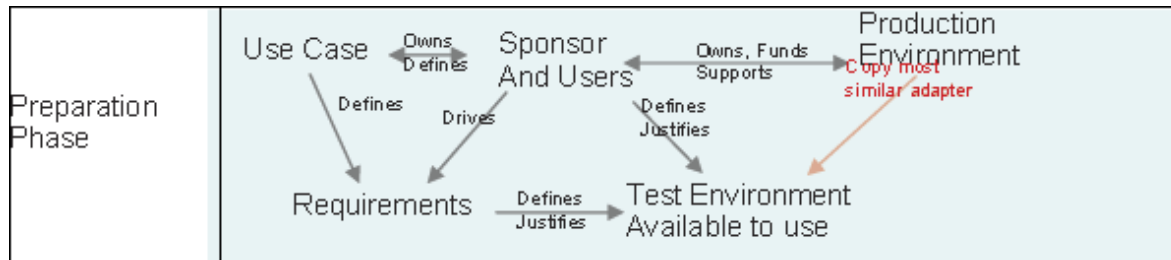 Preparation
Phase
Use Case
Owns
Defines
Sponsor
And Users
Owns, Funds
Supports
Production
Environment
Copy most
similar adapter
Defines
Drives
Defines
Justifies
Requirements
Defines
Justifies
Test Environment
Available to use